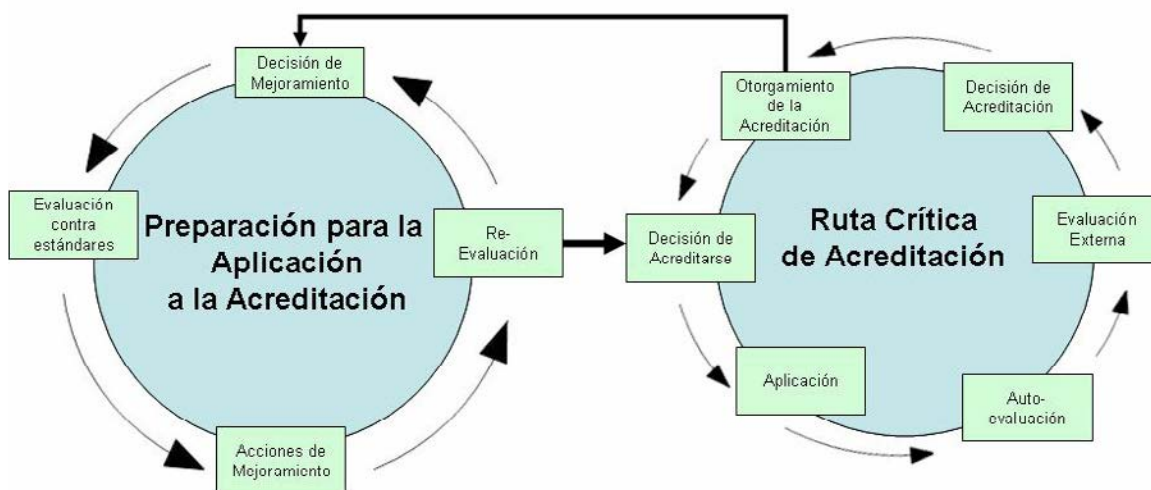 Decisión de
Mejoramiento
Evaluación
contra
estándares
Preparación para la
Aplicación
a la Acreditación
Re-
Evaluación
Acciones de
Mejoramiento
Otorgamiento
de la
Acreditación
Decisión de
Acreditación
Decisión de
Acreditarse
Ruta Crítica
de Acreditación
Evaluación
Externa
Aplicación
Auto-
evaluación